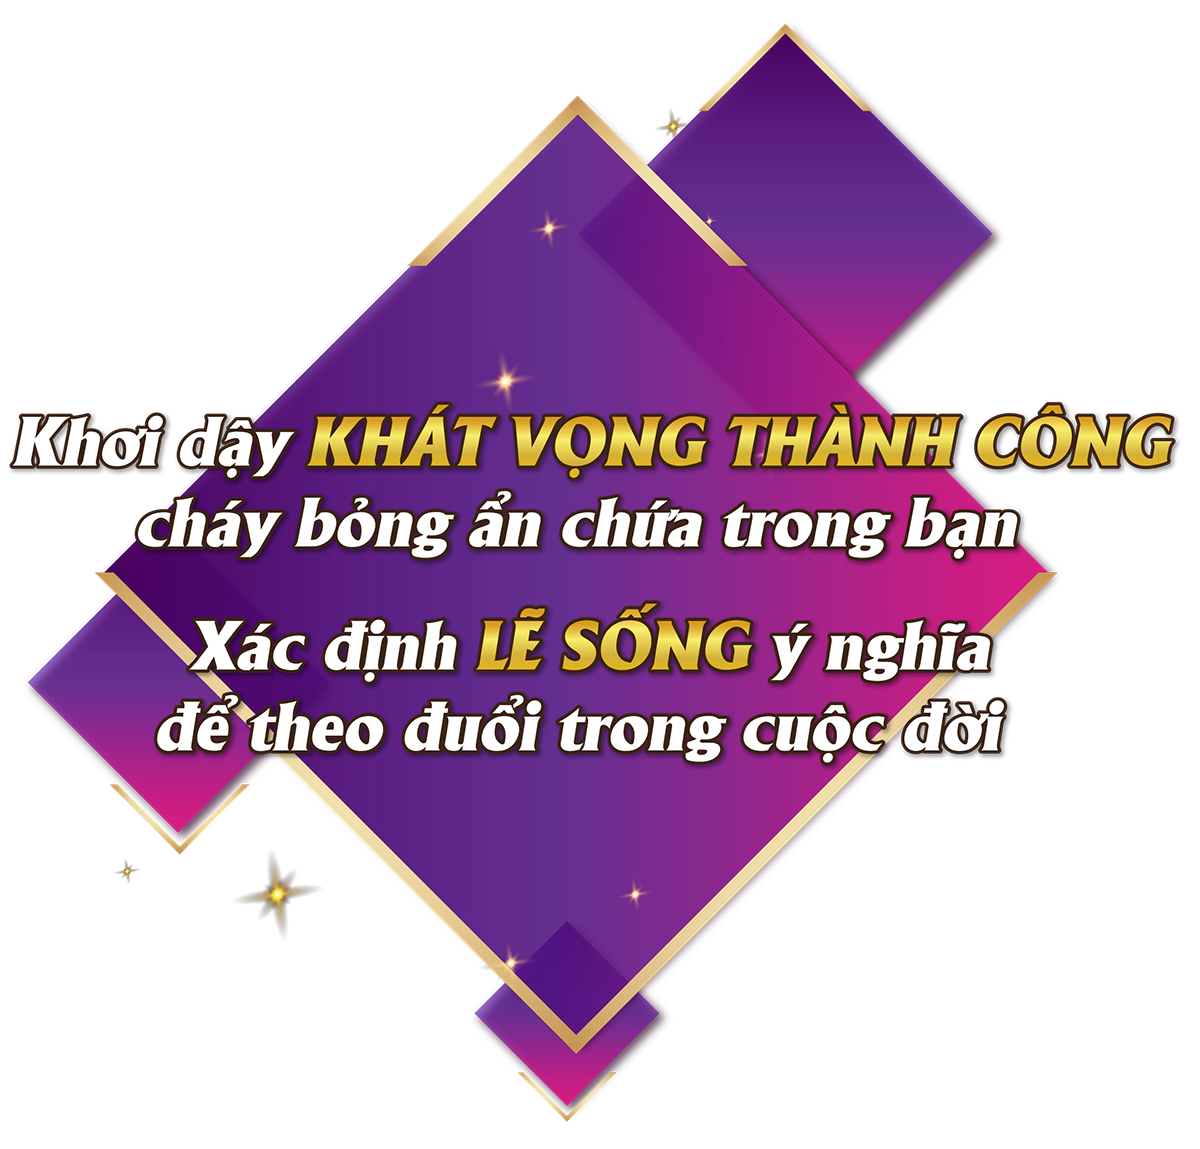 Khơi dậy KHÁT VỌNG THÀNH CÔNG
cháy bỏng ẩn chứa trong bạn
Xác định LẼ SỐNG ý nghĩa
để theo đuổi trong cuộc đời